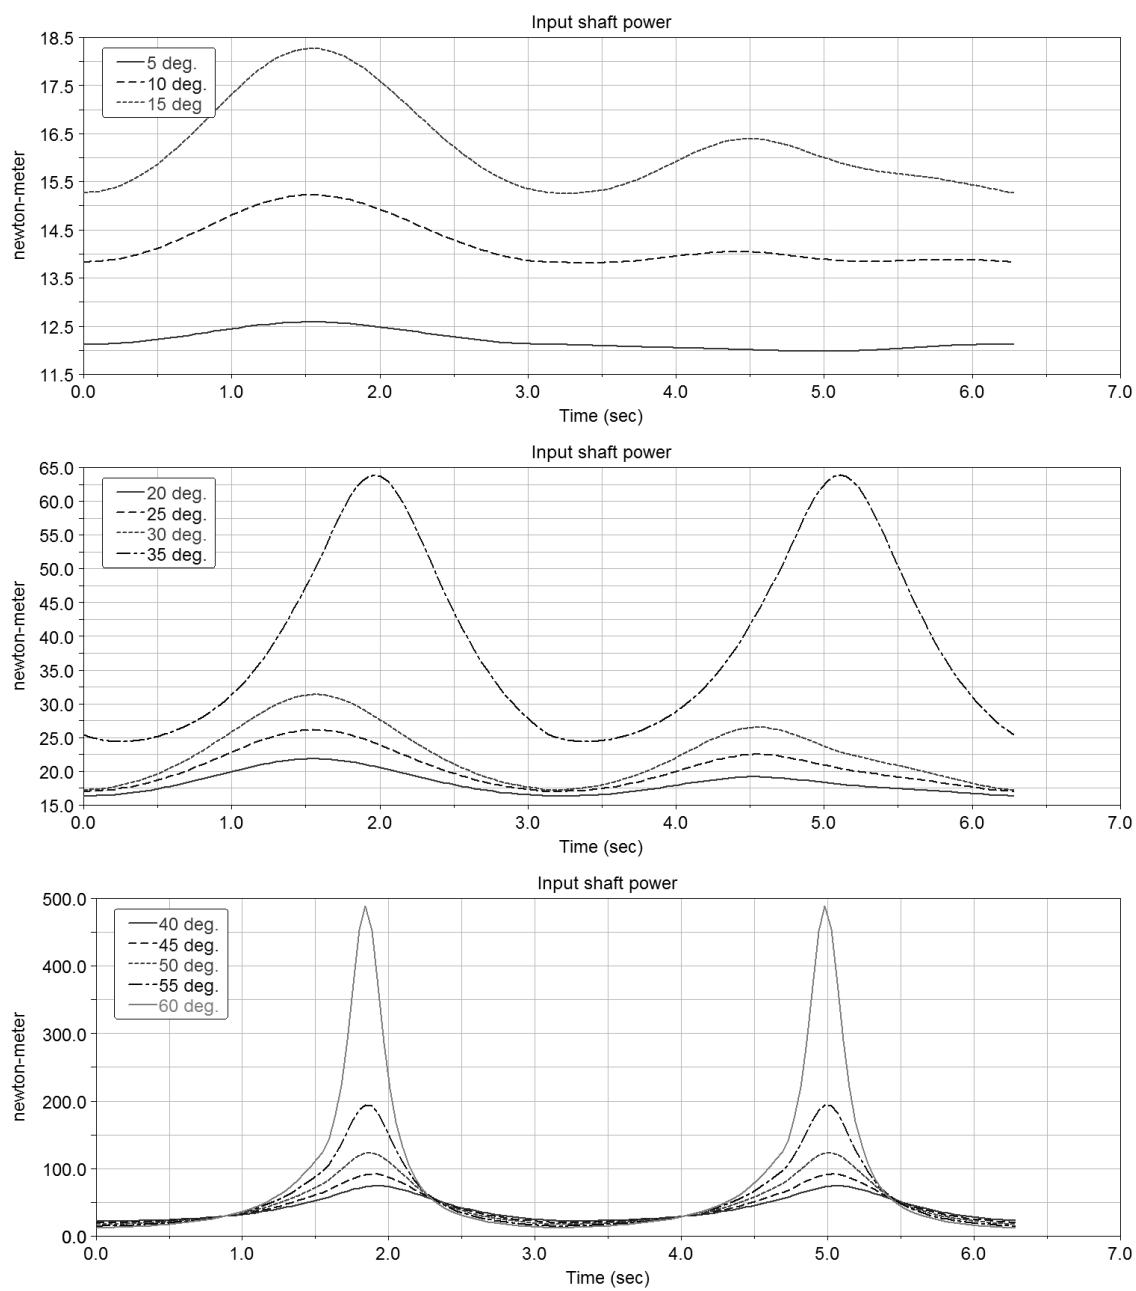 Input shaft power
18.5
17.5
16.5
15.5
14.5
13.5
12.5
11.5
newton-meter
5 deg.
10 deg.
15 deg
0.0 1.0 2.0 3.0 4.0 5.0 6.0 7.0
Time (sec)
Input shaft power
65.0
60.0
55.0
50.0
45.0
40.0
35.0
30.0
25.0
20.0
15.0
newton-meter
20 deg.
25 deg.
30 deg.
35 deg.
0.0 1.0 2.0 3.0 4.0 5.0 6.0 7.0
Time (sec)
Input shaft power
500.0
400.0
300.0
200.0
100.0
0.0
newton-meter
40 deg.
45 deg.
50 deg.
55 deg.
60 deg.
0.0 1.0 2.0 3.0 4.0 5.0 6.0 7.0
Time (sec)